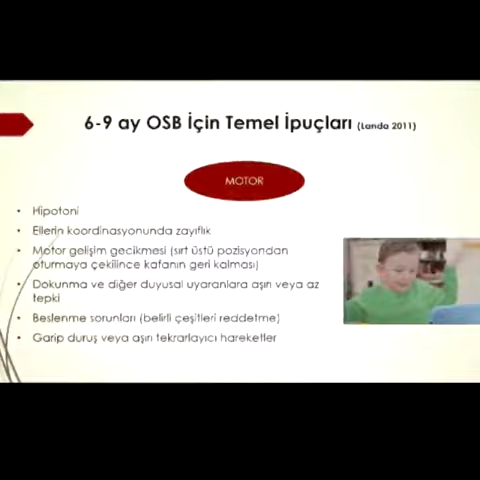 6-9 ay OSB İçin Temel İpuçları (Landa 2011)
MOTOR
• Hipotoni
• Ellerin koordinasyonunda zayıflık
• Motor gelişim gecikmesi (sırt üstü pozisyondan
oturmaya çekilince kafanın geri kalması)
• Dokunma ve diğer duyusal uyaranlara aşırı veya az
tepki
• Beslenme sorunları (belirli çeşitleri reddetme)
• Garip duruş veya aşırı tekrarlayıcı hareketler